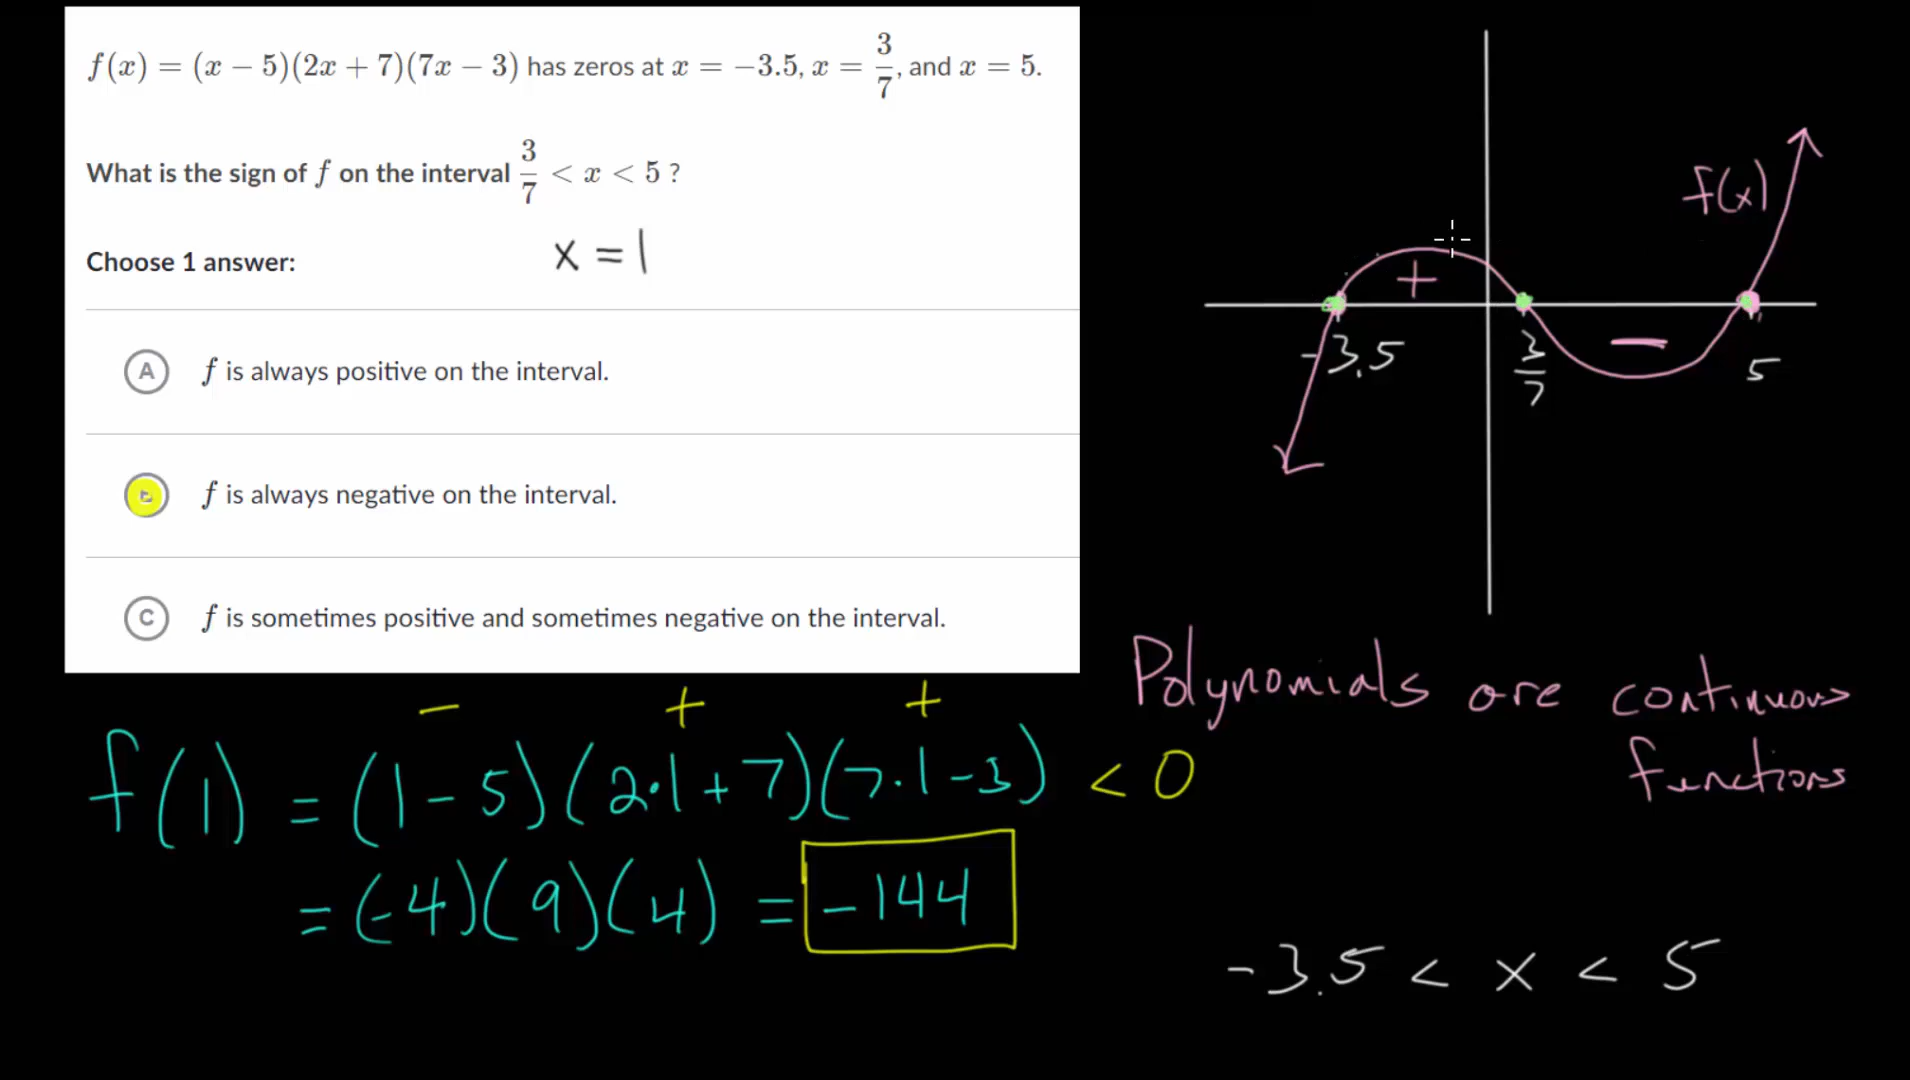 f(x) = (x − 5)(2x + 7)(7x − 3) has zeros at x = −3.5, x = 3/7, and x = 5.
What is the sign of f on the interval 3/7 < x < 5 ?
x = 1
Choose 1 answer:
A f is always positive on the interval.
f is always negative on the interval.
C f is sometimes positive and sometimes negative on the interval.
− + +
f(1) = (1 − 5)(2·1 + 7)(7·1 − 3) < 0
= (-4)(9)(4) = −144
f(x)
+
−
-3.5
3/7
5
Polynomials are continuous
functions
-3.5 < x < 5